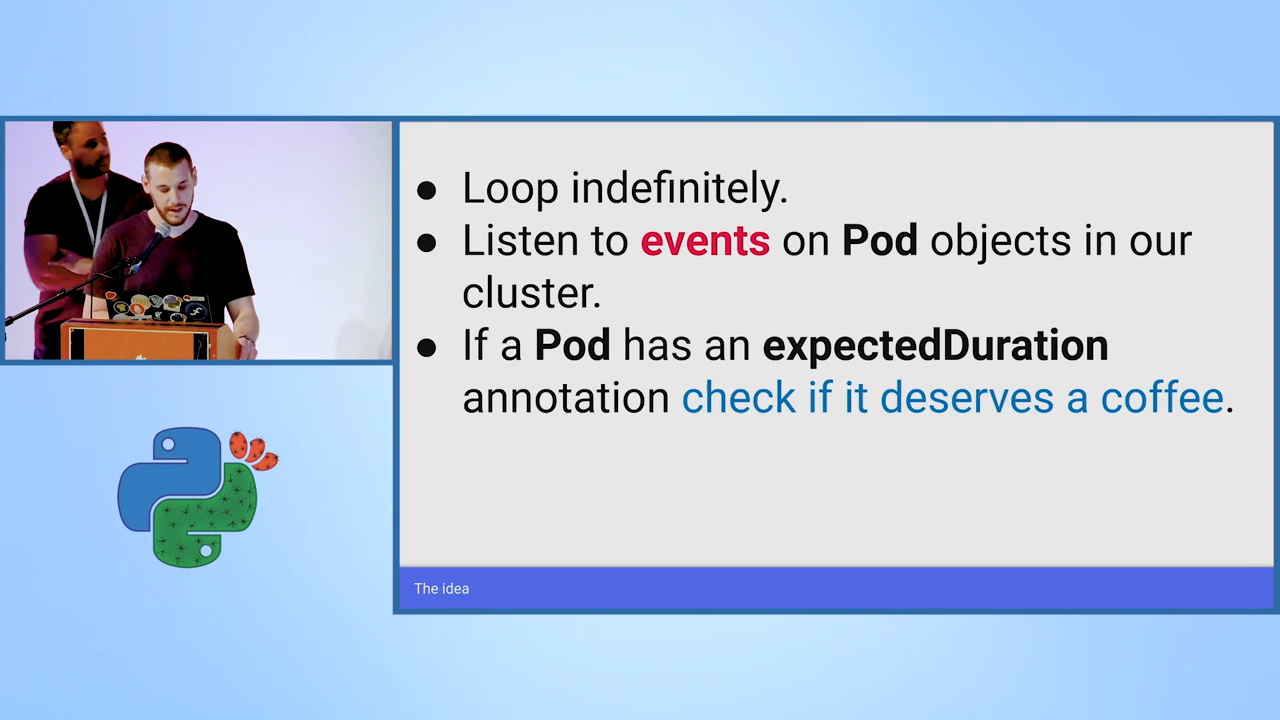 ● Loop indefinitely.
● Listen to events on Pod objects in our
cluster.
● If a Pod has an expectedDuration
annotation check if it deserves a coffee.
The idea